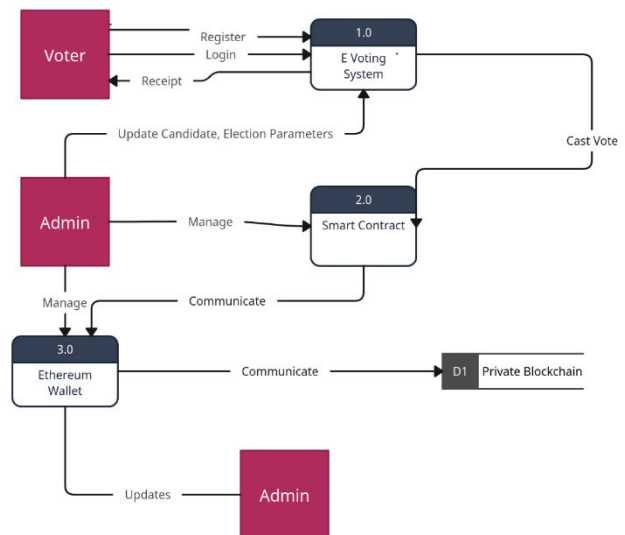 Voter
Register
Login
Receipt
1.0
E Voting
System
Update Candidate, Election Parameters
Cast Vote
Admin
Manage
2.0
Smart Contract
Manage
Communicate
3.0
Ethereum
Wallet
Communicate
D1 Private Blockchain
Updates
Admin